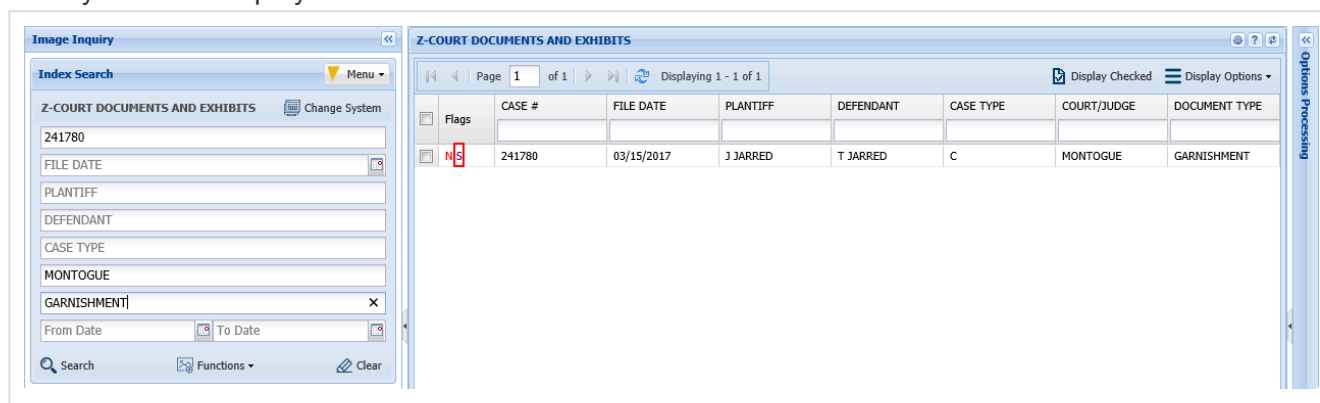 Image Inquiry
Index Search
Menu
Z-COURT DOCUMENTS AND EXHIBITS
Change System
241780
FILE DATE
PLANTIFF
DEFENDANT
CASE TYPE
MONTOGUE
GARNISHMENT
From Date
To Date
Search
Functions
Clear
Z-COURT DOCUMENTS AND EXHIBITS
Page 1 of 1 Displaying 1 - 1 of 1 Display Checked Display Options
Flags CASE # FILE DATE PLANTIFF DEFENDANT CASE TYPE COURT/JUDGE DOCUMENT TYPE
N S 241780 03/15/2017 J JARRED T JARRED C MONTOGUE GARNISHMENT
Options Processing